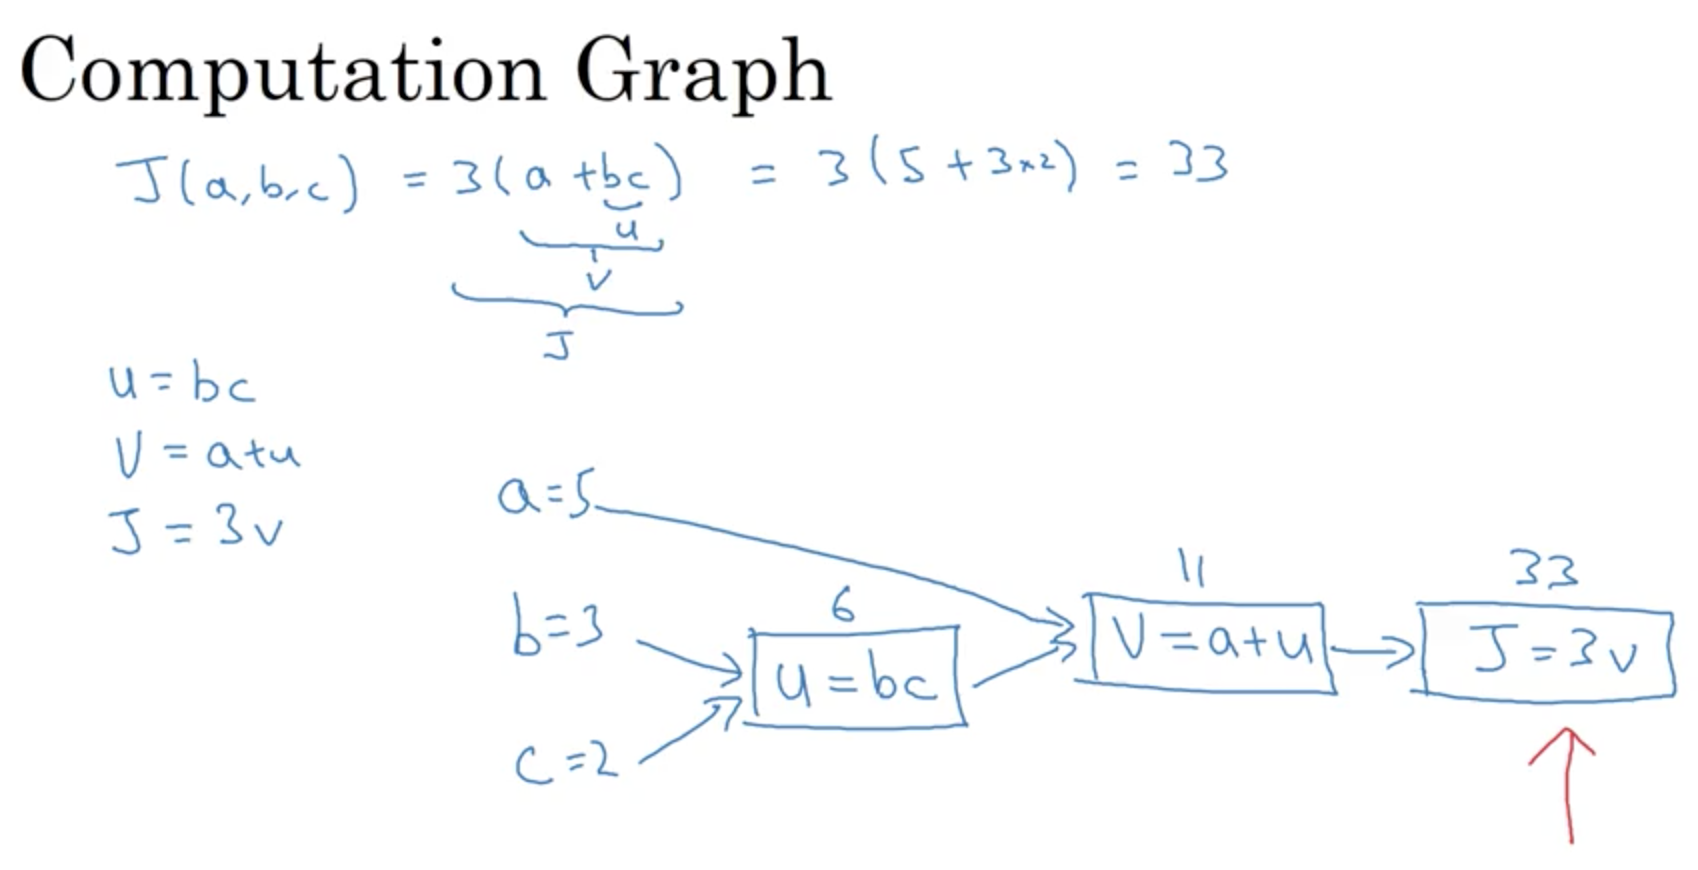 Computation Graph
J(a,b,c) = 3(a+bc) = 3(5+3×2) = 33
u
v
J
u = bc
V = a+u
J = 3v
a=5
11
33
b=3
6
V = a+u
J = 3v
u = bc
c=2